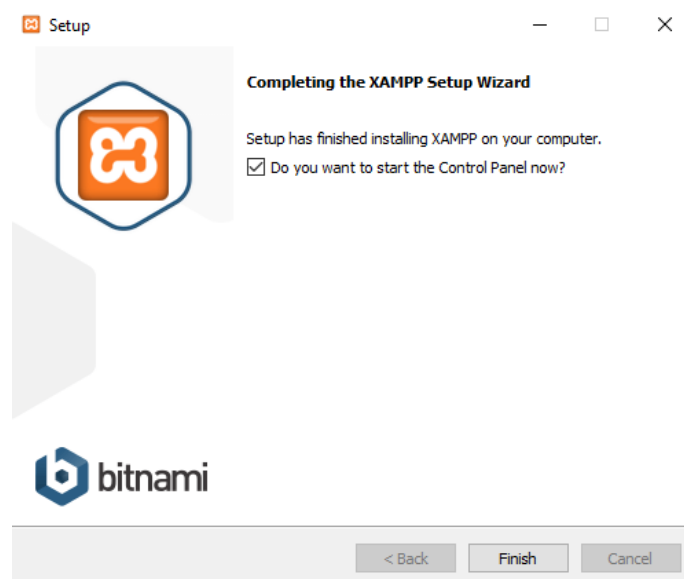 Setup
Completing the XAMPP Setup Wizard
Setup has finished installing XAMPP on your computer.
Do you want to start the Control Panel now?
bitnami
< Back
Finish
Cancel